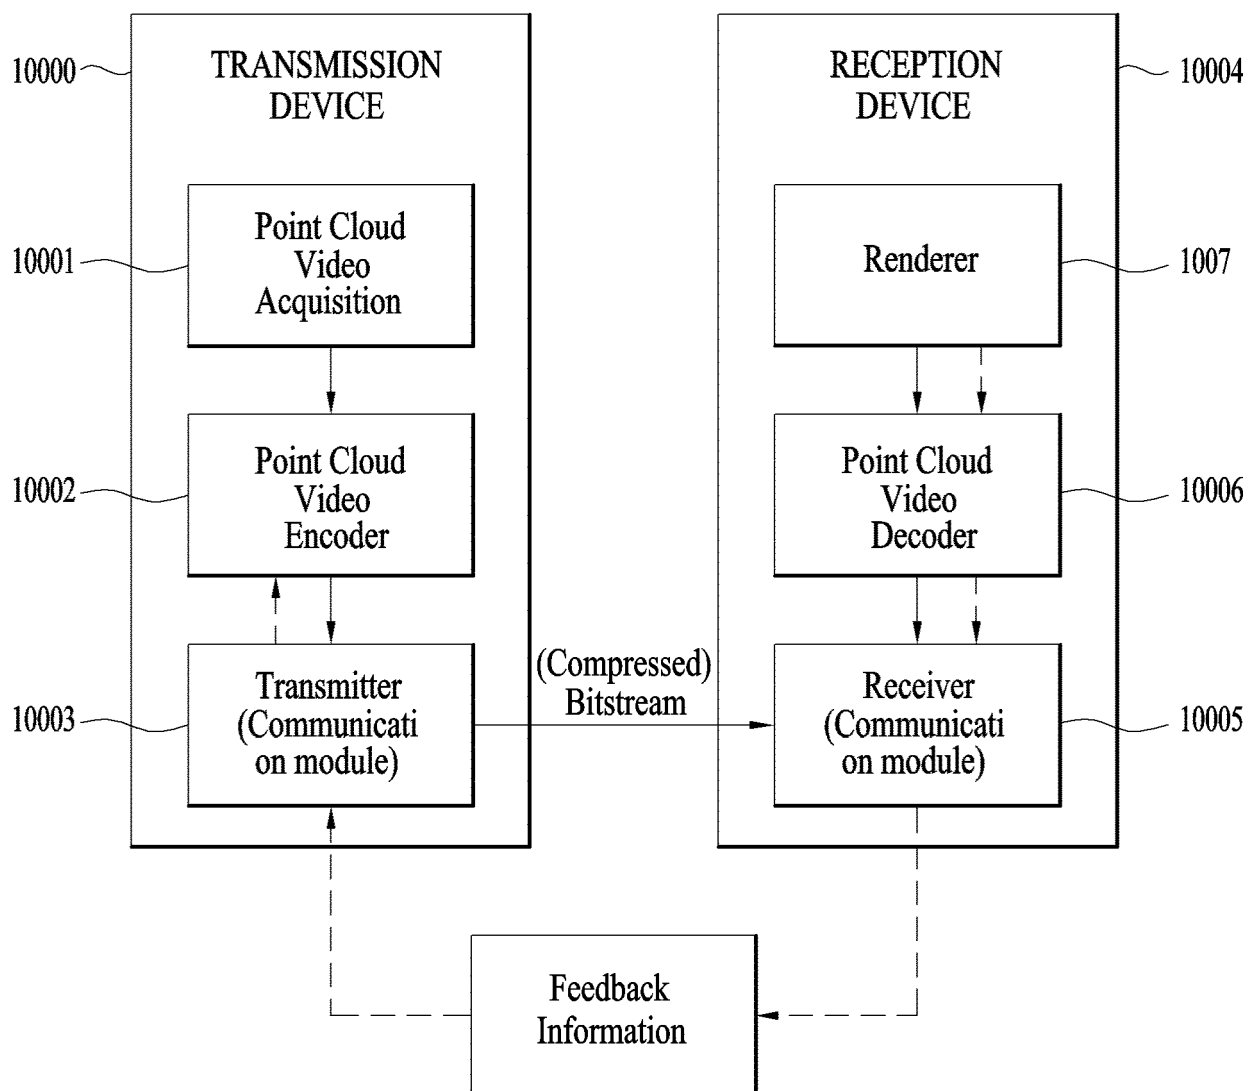 10000
TRANSMISSION
DEVICE
10001
Point Cloud
Video
Acquisition
10002
Point Cloud
Video
Encoder
10003
Transmitter
(Communicati
on module)
(Compressed)
Bitstream
RECEPTION
DEVICE
10004
Renderer
1007
Point Cloud
Video
Decoder
10006
Receiver
(Communicati
on module)
10005
Feedback
Information